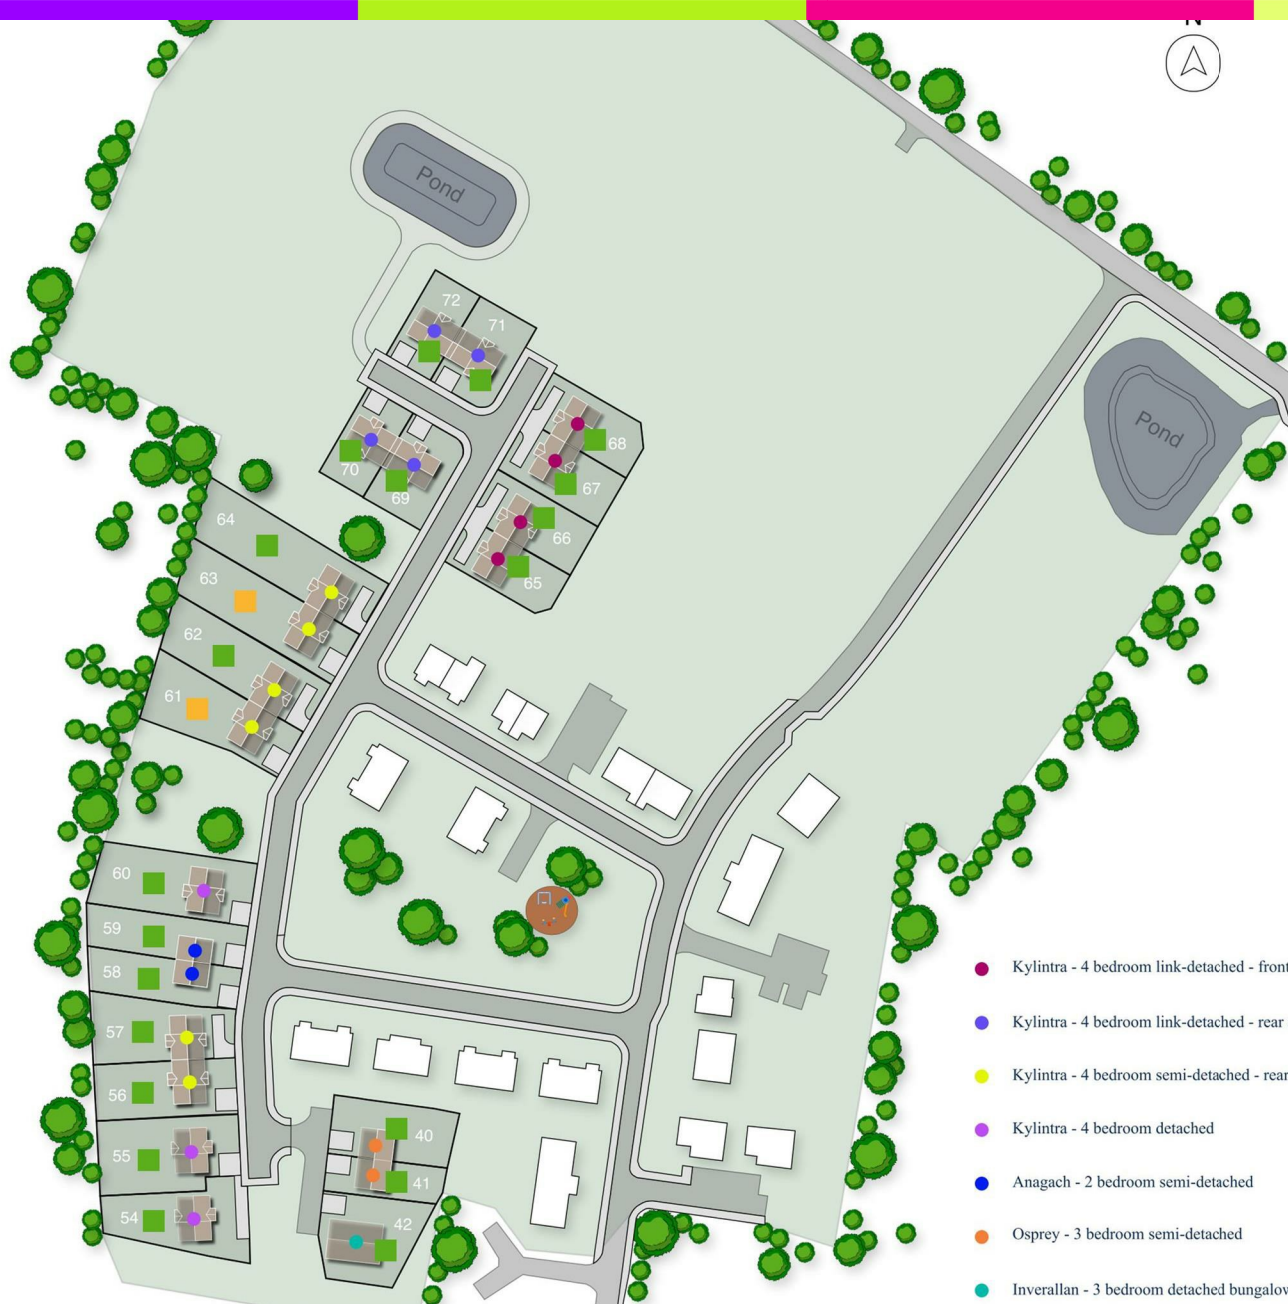 N
Pond
72
71
68
70
67
69
64
66
63
65
62
61
Pond
60
59
58
57
56
55
54
40
41
42
Kylintra - 4 bedroom link-detached - front
Kylintra - 4 bedroom link-detached - rear
Kylintra - 4 bedroom semi-detached - rear
Kylintra - 4 bedroom detached
Anagach - 2 bedroom semi-detached
Osprey - 3 bedroom semi-detached
Inverallan - 3 bedroom detached bungalow